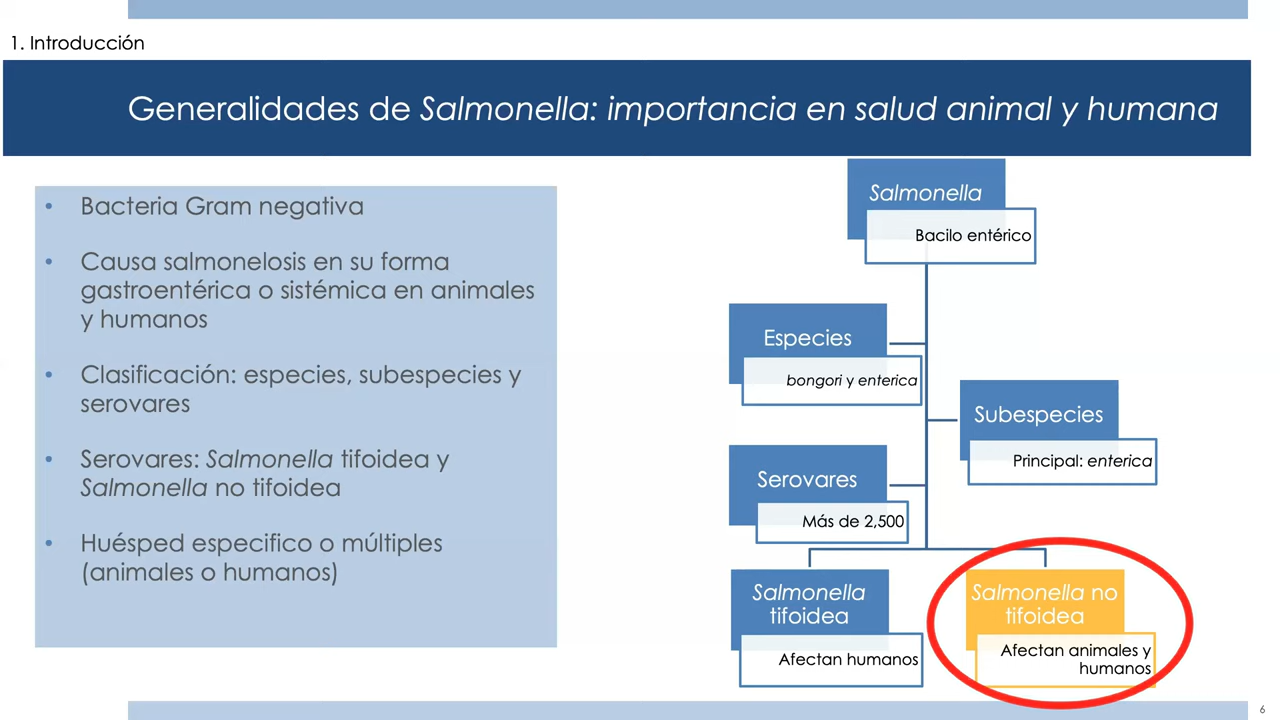 1. Introducción
Generalidades de Salmonella: importancia en salud animal y humana
• Bacteria Gram negativa
• Causa salmonelosis en su forma
gastroentérica o sistémica en animales
y humanos
• Clasificación: especies, subespecies y
serovares
• Serovares: Salmonella tifoidea y
Salmonella no tifoidea
• Huésped especifico o múltiples
(animales o humanos)
Salmonella
Bacilo entérico
Especies
bongori y enterica
Subespecies
Principal: enterica
Serovares
Más de 2,500
Salmonella
tifoidea
Afectan humanos
Salmonella no
tifoidea
Afectan animales y
humanos
6